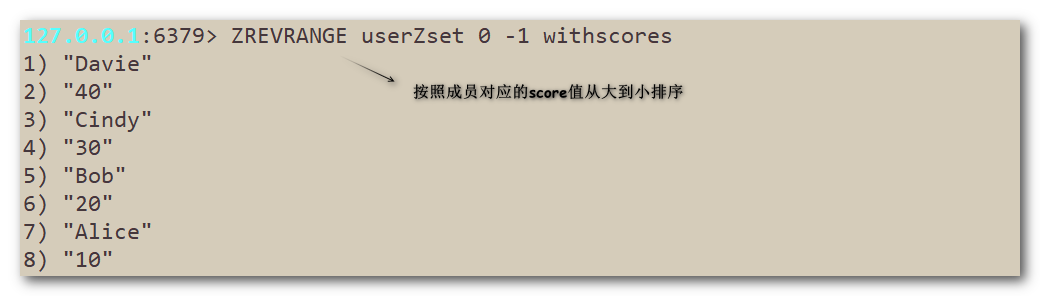 127.0.0.1:6379> ZREVRANGE userZset 0 -1 withscores
1) "Davie"
2) "40"
按照成员对应的score值从大到小排序
3) "Cindy"
4) "30"
5) "Bob"
6) "20"
7) "Alice"
8) "10"